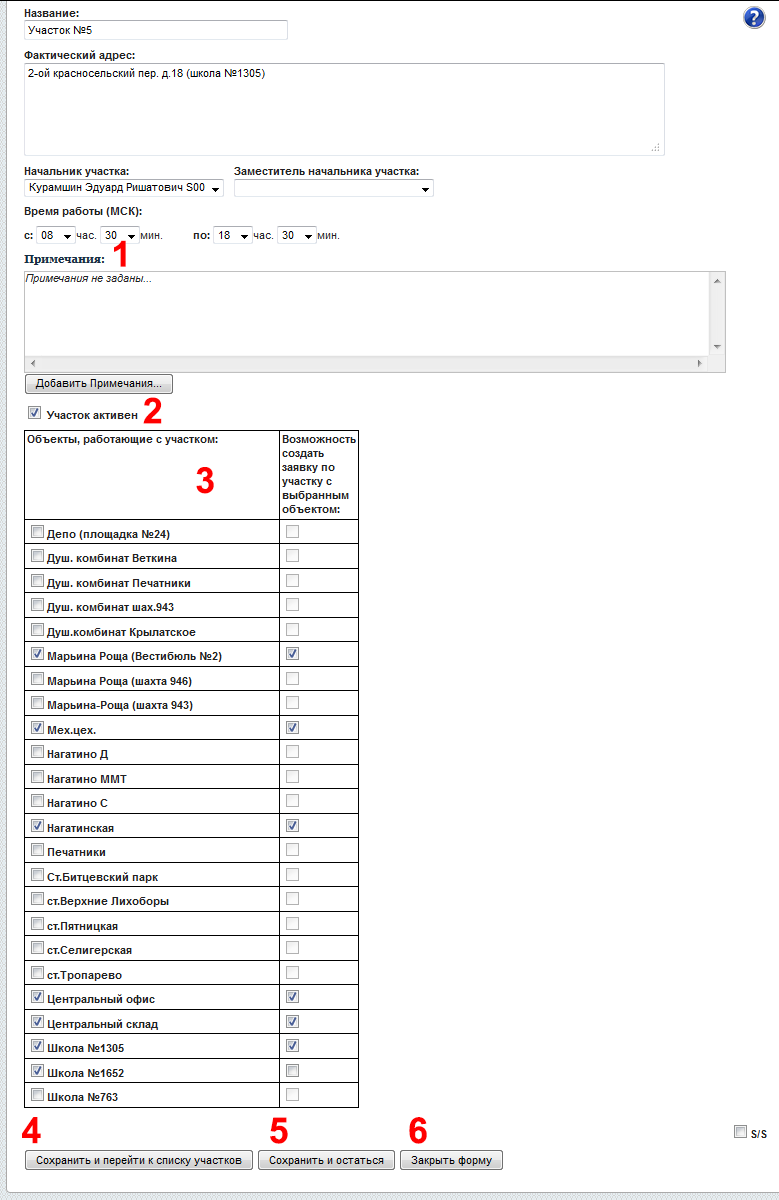 Название:
?
Участок №5
Фактический адрес:
2-ой красносельский пер. д.18 (школа №1305)
Начальник участка: Заместитель начальника участка:
Курамшин Эдуард Ришатович S00
Время работы (МСК):
с: 08 час. 30 мин. по: 18 час. 30 мин.
1
Примечания:
Примечания не заданы...
Добавить Примечания...
Участок активен 2
Объекты, работающие с участком: 3
Возможность
создать
заявку по
участку с
выбранным
объектом:
Депо (площадка №24)
Душ. комбинат Веткина
Душ. комбинат Печатники
Душ. комбинат шах.943
Душ.комбинат Крылатское
Марьина Роща (Вестибюль №2)
Марьина Роща (шахта 946)
Марьина-Роща (шахта 943)
Мех.цех.
Нагатино Д
Нагатино ММТ
Нагатино С
Нагатинская
Печатники
Ст.Битцевский парк
ст.Верхние Лихоборы
ст.Пятницкая
ст.Селигерская
ст.Тропарево
Центральный офис
Центральный склад
Школа №1305
Школа №1652
Школа №763
4 5 6
S/S
Сохранить и перейти к списку участков Сохранить и остаться Закрыть форму